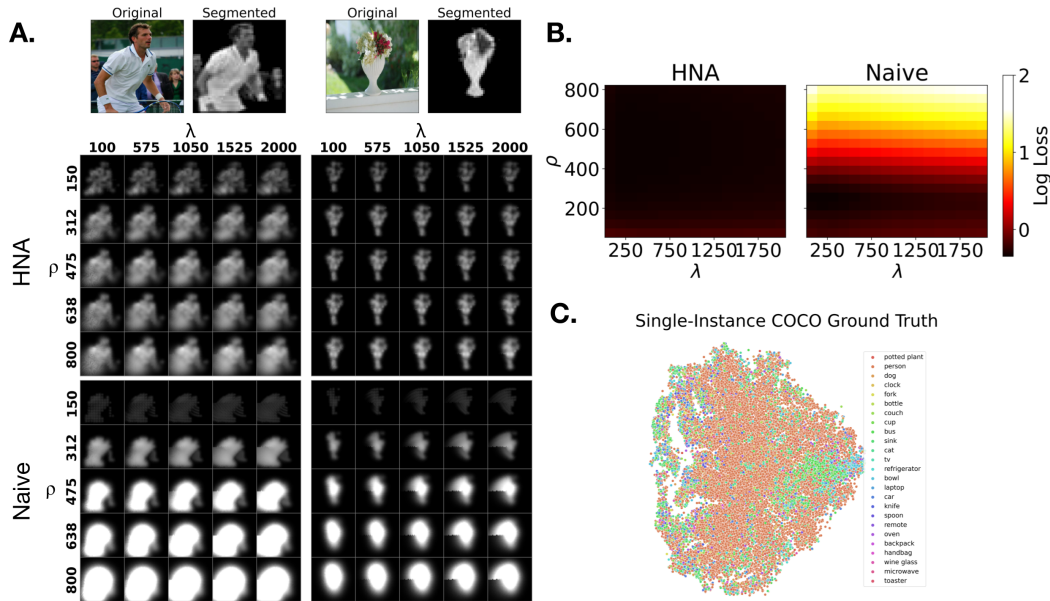 A.
Original Segmented Original Segmented
λ λ
100 575 1050 1525 2000 100 575 1050 1525 2000
HNA
ρ
150
312
475
638
800
Naive
ρ
150
312
475
638
800
B.
HNA Naive
ρ
800
600
400
200
250 750 1250 1750 250 750 1250 1750
λ λ
2
1
0
Log Loss
C.
Single-Instance COCO Ground Truth
potted plant
person
dog
clock
fork
bottle
couch
cup
bus
sink
cat
tv
refrigerator
bowl
laptop
car
knife
spoon
remote
oven
backpack
handbag
wine glass
microwave
toaster